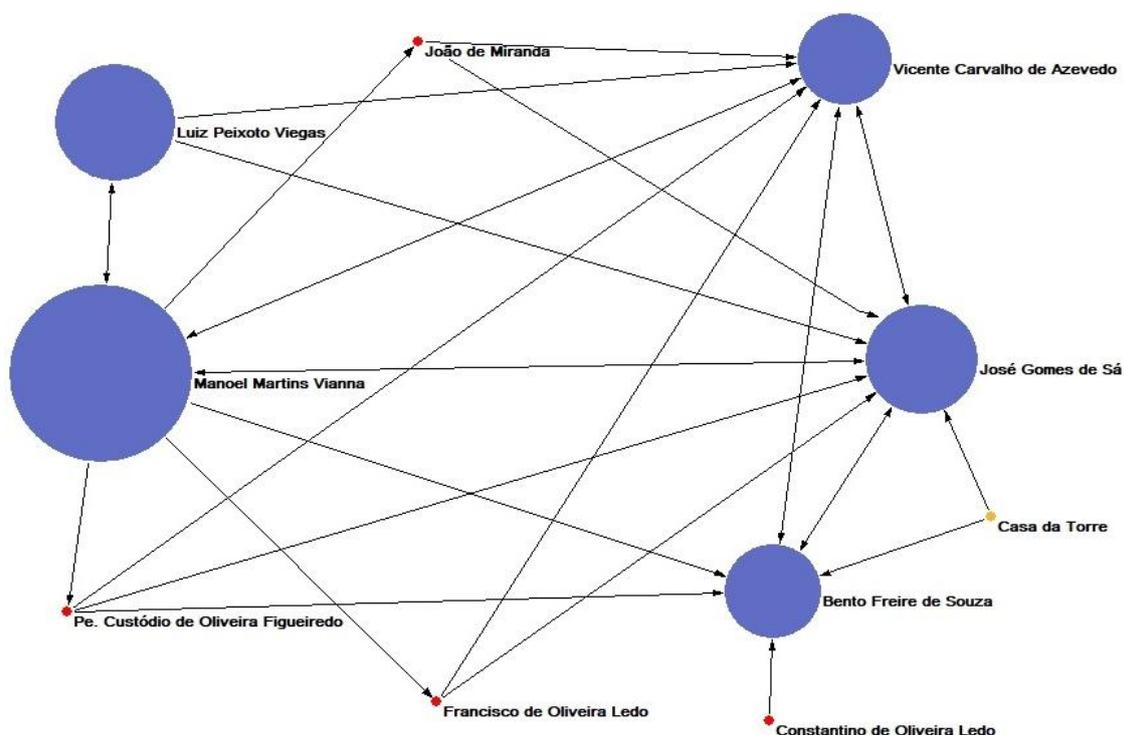 João de Miranda
Vicente Carvalho de Azevedo
Luiz Peixoto Viegas
José Gomes de Sá
Manoel Martins Vianna
Casa da Torre
Bento Freire de Souza
Pe. Custódio de Oliveira Figueiredo
Francisco de Oliveira Ledo
Constantino de Oliveira Ledo